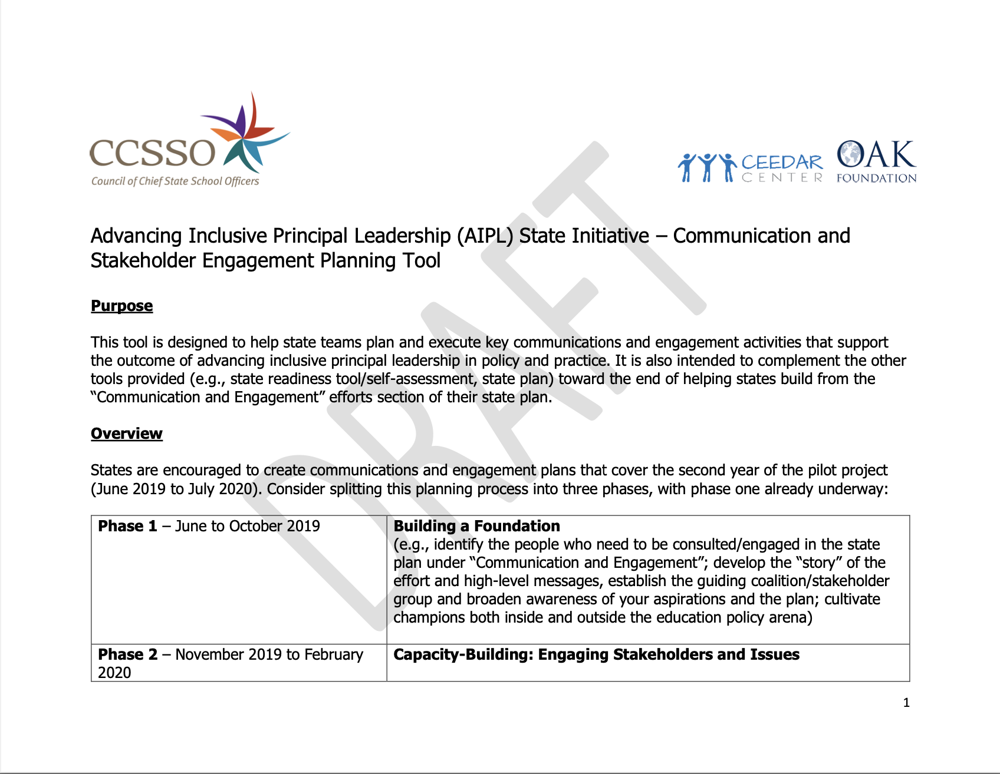 CCSSO
Council of Chief State School Officers
CEEDAR
CENTER
OAK
FOUNDATION
DRAFT
Advancing Inclusive Principal Leadership (AIPL) State Initiative – Communication and
Stakeholder Engagement Planning Tool
Purpose
This tool is designed to help state teams plan and execute key communications and engagement activities that support
the outcome of advancing inclusive principal leadership in policy and practice. It is also intended to complement the other
tools provided (e.g., state readiness tool/self-assessment, state plan) toward the end of helping states build from the
“Communication and Engagement” efforts section of their state plan.
Overview
States are encouraged to create communications and engagement plans that cover the second year of the pilot project
(June 2019 to July 2020). Consider splitting this planning process into three phases, with phase one already underway:
Phase 1 – June to October 2019
Building a Foundation
(e.g., identify the people who need to be consulted/engaged in the state
plan under “Communication and Engagement”; develop the “story” of the
effort and high-level messages, establish the guiding coalition/stakeholder
group and broaden awareness of your aspirations and the plan; cultivate
champions both inside and outside the education policy arena)
Phase 2 – November 2019 to February
2020
Capacity-Building: Engaging Stakeholders and Issues
1